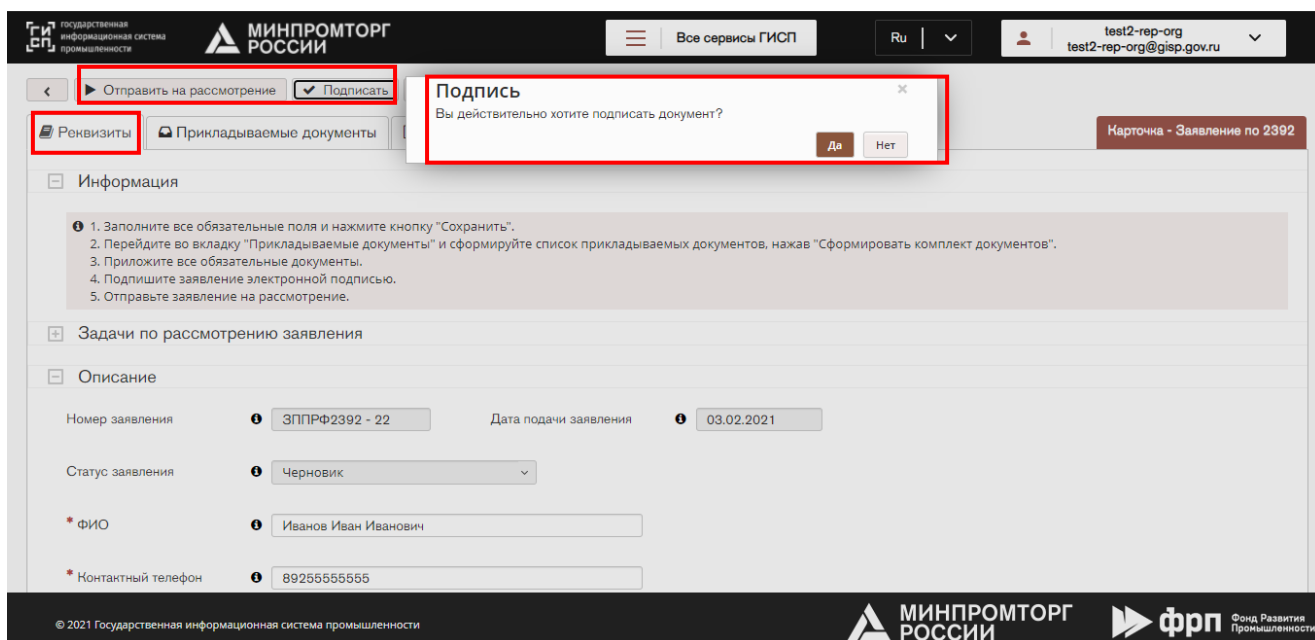 государственная
информационная система
промышленности
гисп
МИНПРОМТОРГ
РОССИИ
Все сервисы ГИСП
Ru
test2-rep-org
test2-rep-org@gisp.gov.ru
Отправить на рассмотрение
Подписать
Подпись
Вы действительно хотите подписать документ?
Да
Нет
Реквизиты
Прикладываемые документы
Карточка - Заявление по 2392
Информация
1. Заполните все обязательные поля и нажмите кнопку "Сохранить".
2. Перейдите во вкладку "Прикладываемые документы" и сформируйте список прикладываемых документов, нажав "Сформировать комплект документов".
3. Приложите все обязательные документы.
4. Подпишите заявление электронной подписью.
5. Отправьте заявление на рассмотрение.
Задачи по рассмотрению заявления
Описание
Номер заявления
ЗППРФ2392 - 22
Дата подачи заявления
03.02.2021
Статус заявления
Черновик
* ФИО
Иванов Иван Иванович
* Контактный телефон
89255555555
© 2021 Государственная информационная система промышленности
МИНПРОМТОРГ
РОССИИ
фрп
Фонд Развития
Промышленности